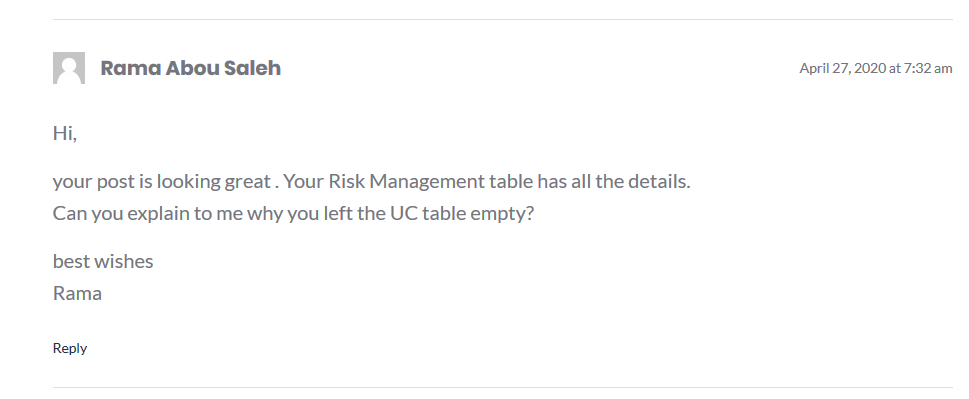 Rama Abou Saleh
April 27, 2020 at 7:32 am
Hi,
your post is looking great . Your Risk Management table has all the details.
Can you explain to me why you left the UC table empty?
best wishes
Rama
Reply